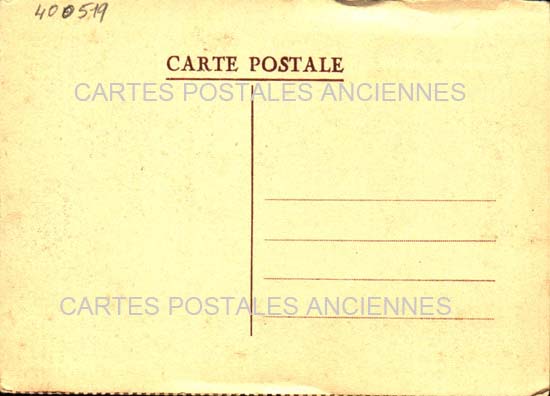 400519
CARTE POSTALE
CARTES POSTALES ANCIENNES
CARTES POSTALES ANCIENNES